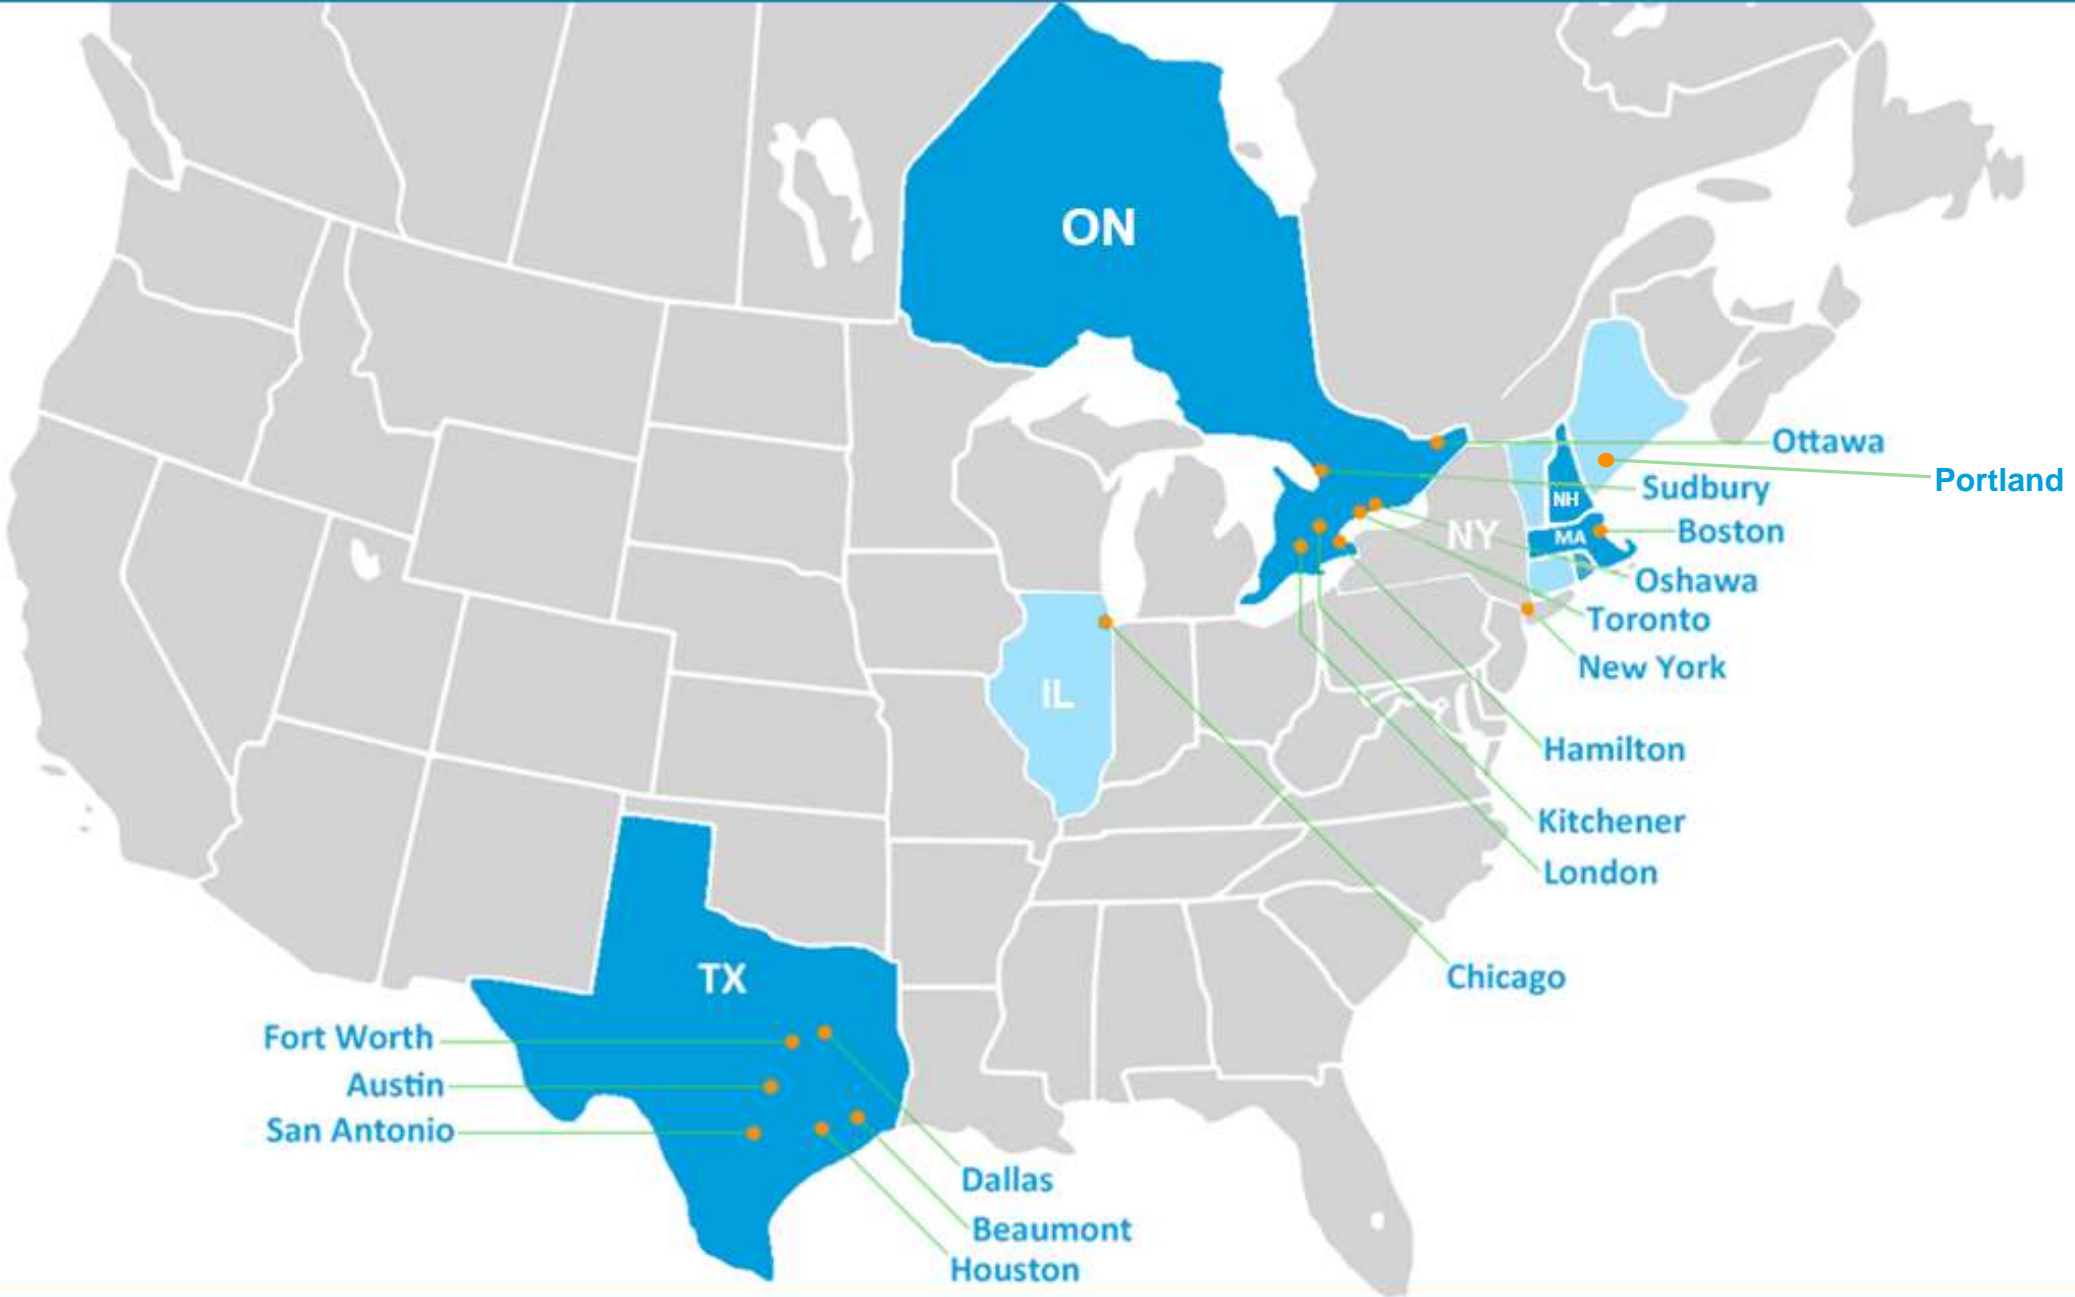 ON
Ottawa
Portland
Sudbury
NH
Boston
NY
MA
Oshawa
Toronto
New York
IL
Hamilton
Kitchener
London
Chicago
TX
Fort Worth
Austin
San Antonio
Dallas
Beaumont
Houston